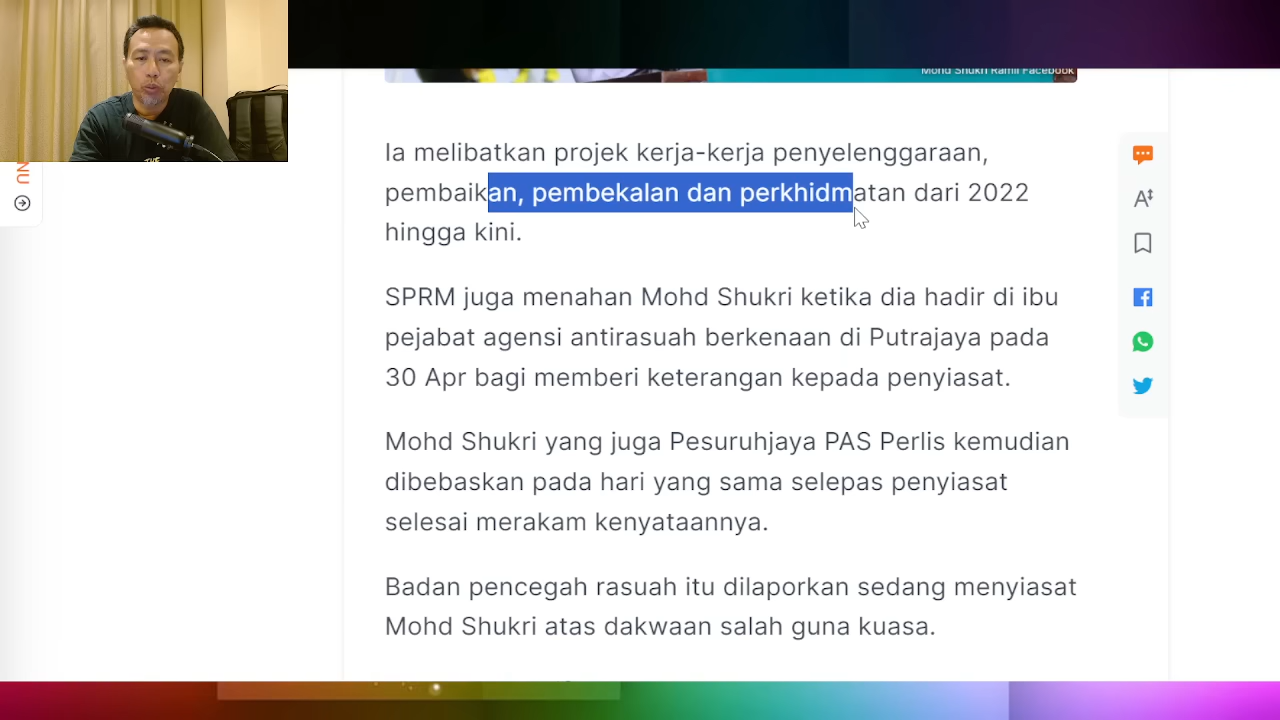 THE
Mohd Shukri Ramli Facebook
NU
Ia melibatkan projek kerja-kerja penyelenggaraan,
pembaikan, pembekalan dan perkhidmatan dari 2022
hingga kini.
SPRM juga menahan Mohd Shukri ketika dia hadir di ibu
pejabat agensi antirasuah berkenaan di Putrajaya pada
30 Apr bagi memberi keterangan kepada penyiasat.
Mohd Shukri yang juga Pesuruhjaya PAS Perlis kemudian
dibebaskan pada hari yang sama selepas penyiasat
selesai merakam kenyataannya.
Badan pencegah rasuah itu dilaporkan sedang menyiasat
Mohd Shukri atas dakwaan salah guna kuasa.
A